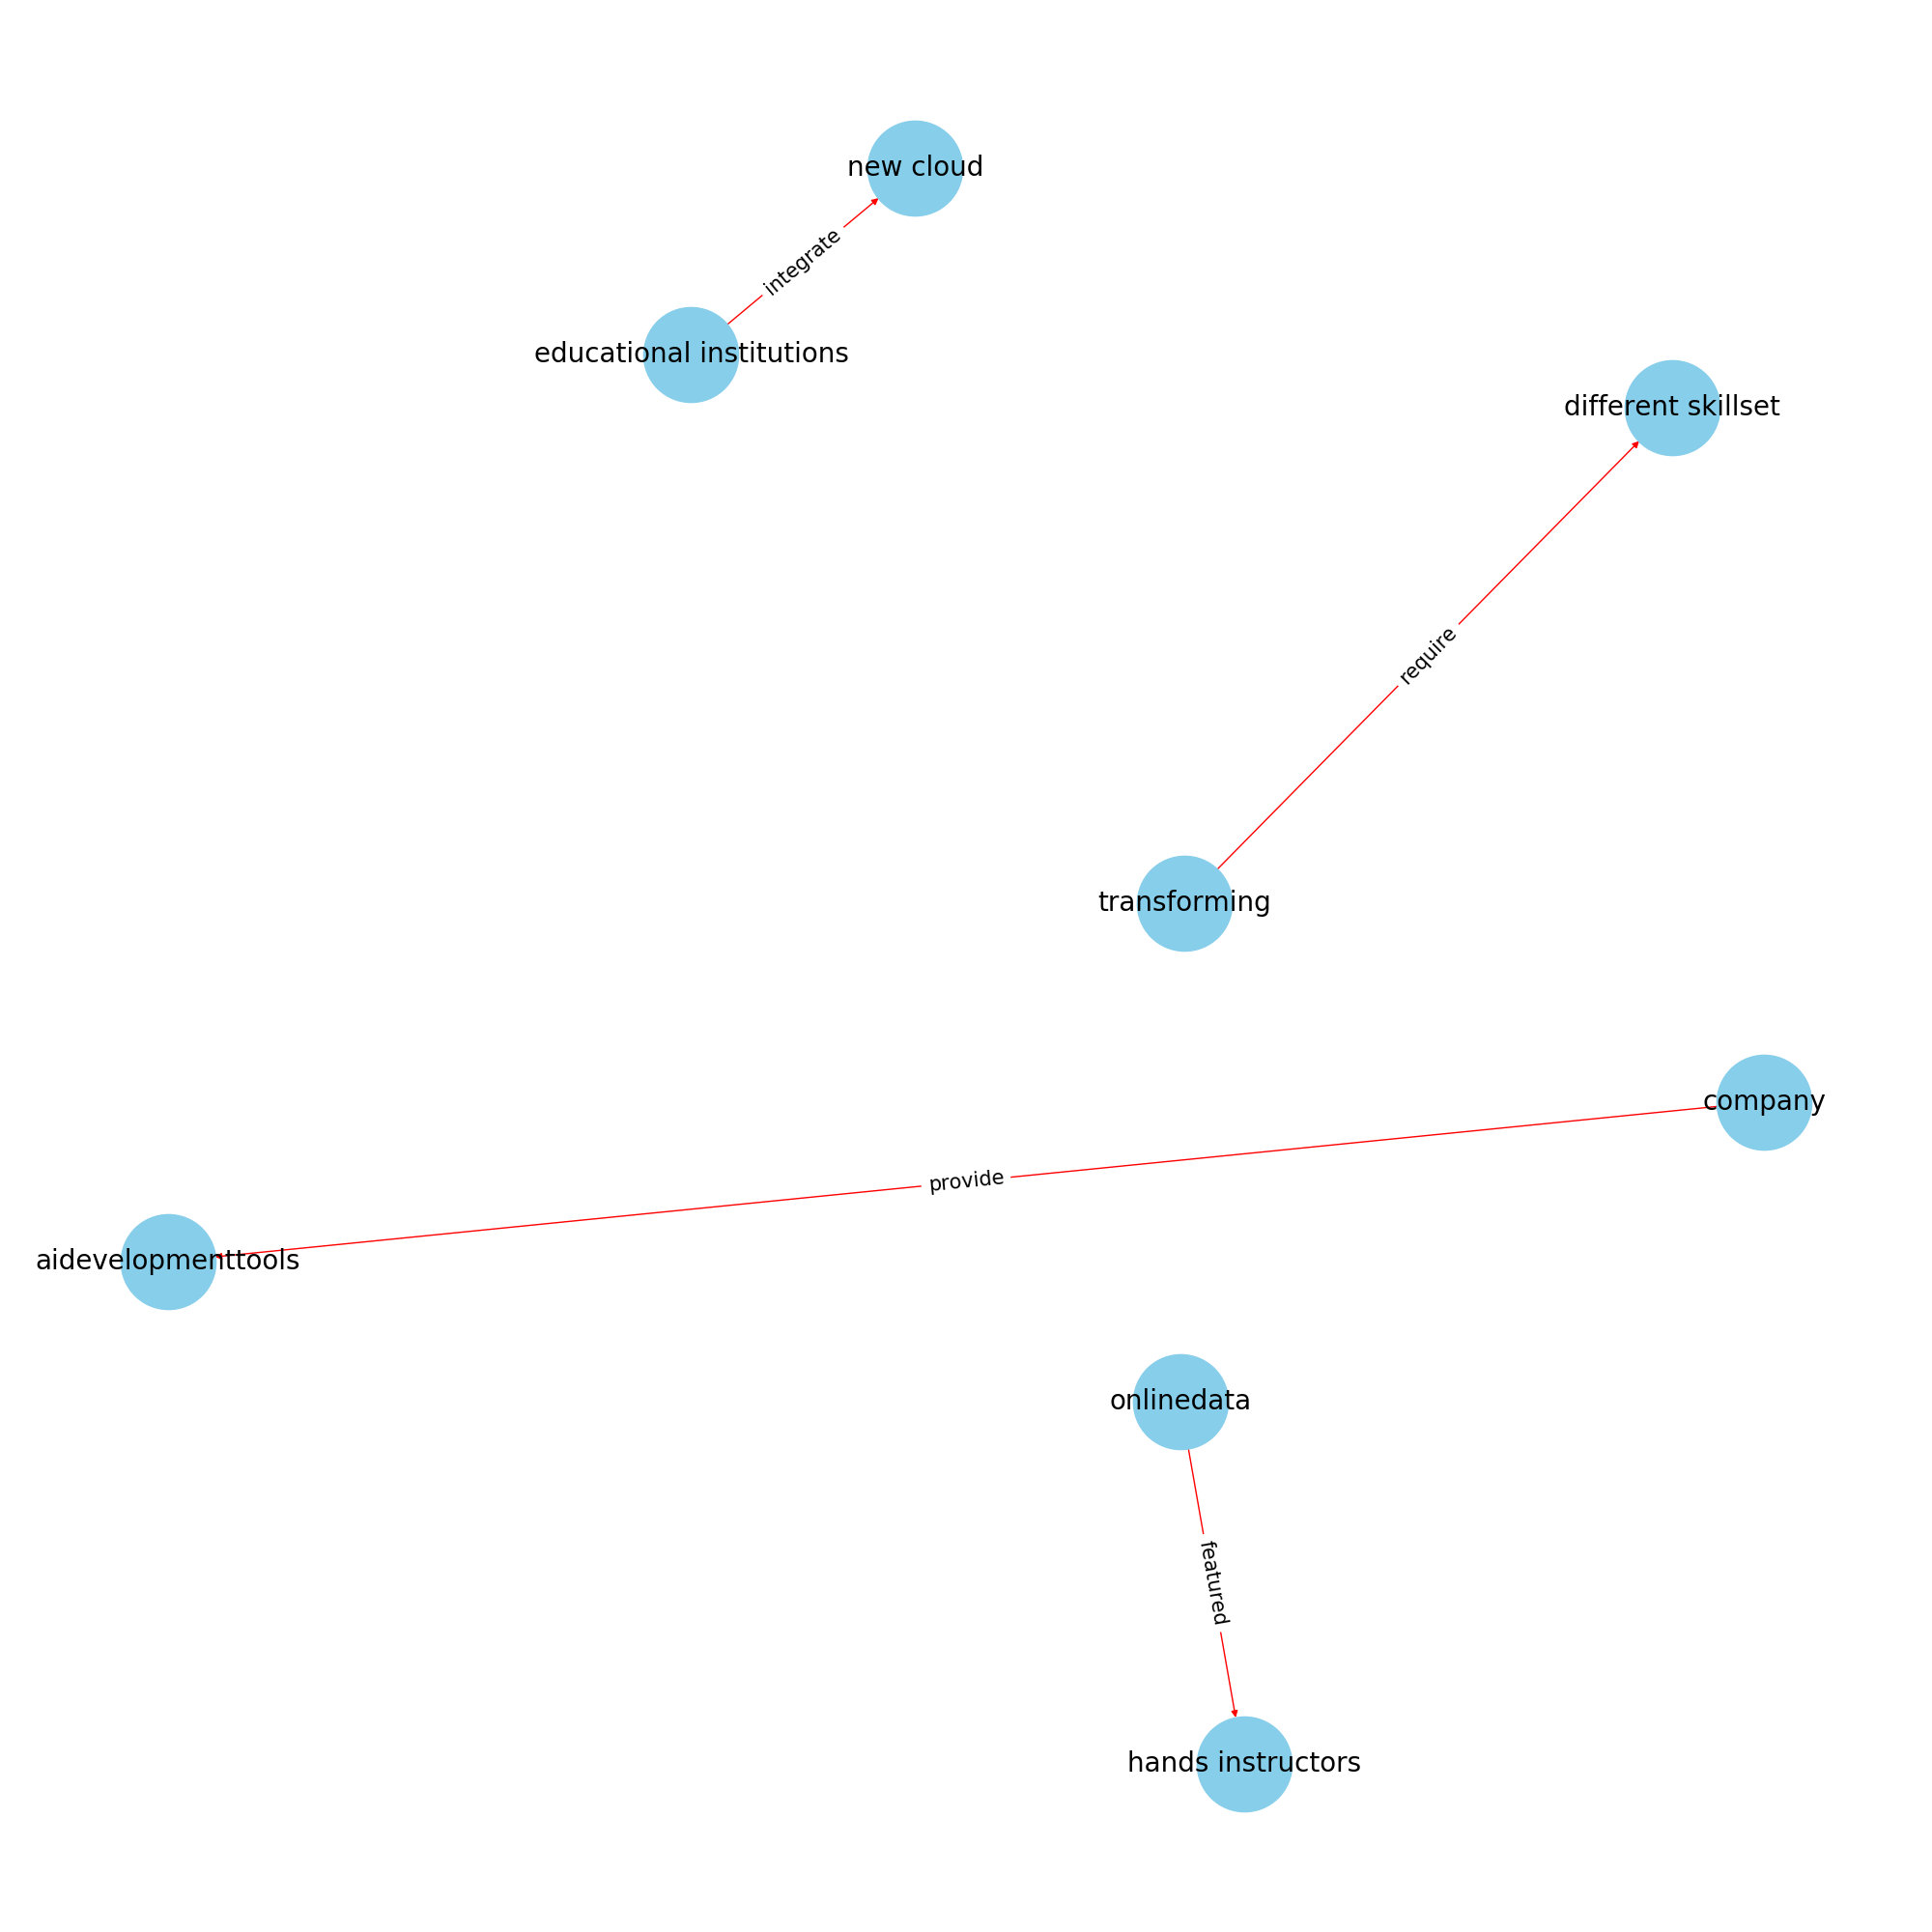 new cloud
integrate
educational institutions
different skillset
require
transforming
company
provide
aidevelopmenttools
onlinedata
featured
hands instructors